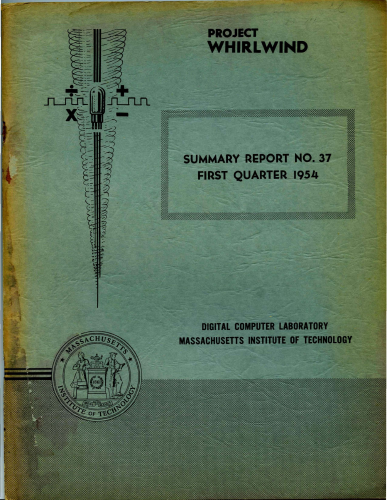 PROJECT
WHIRLWIND
÷ +
X −
SUMMARY REPORT NO. 37
FIRST QUARTER 1954
DIGITAL COMPUTER LABORATORY
MASSACHUSETTS INSTITUTE OF TECHNOLOGY
MASSACHUSETTS
INSTITUTE OF TECHNOLOGY